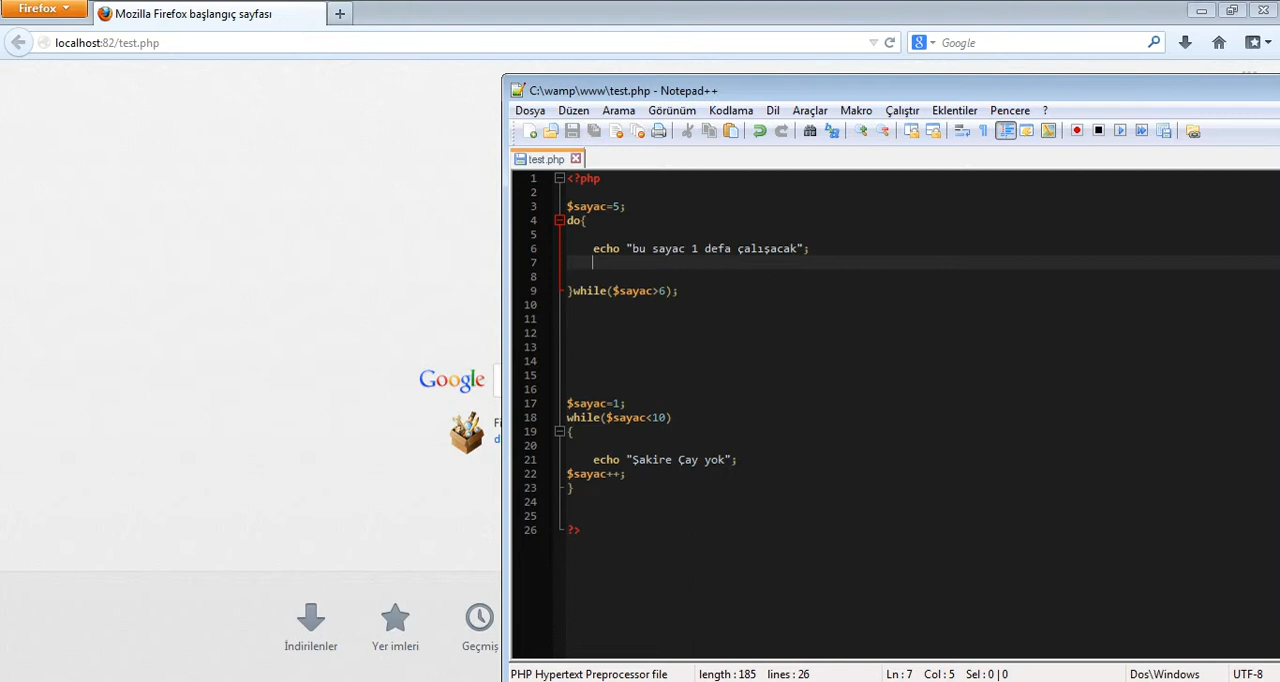 Firefox
Mozilla Firefox başlangıç sayfası
localhost:82/test.php
Google
C:\wamp\www\test.php - Notepad++
Dosya Düzen Arama Görünüm Kodlama Dil Araçlar Makro Çalıştır Eklentiler Pencere ?
test.php
1 <?php
2
3 $sayac=5;
4 do{
5
6 echo "bu sayac 1 defa çalışacak";
7
8
9 }while($sayac>6);
10
11
12
13
14
15
16
17 $sayac=1;
18 while($sayac<10)
19 {
20
21 echo "Şakire Çay yok";
22 $sayac++;
23 }
24
25
26 ?>
Google
İndirilenler
Yer imleri
Geçmiş
PHP Hypertext Preprocessor file length : 185 lines : 26 Ln : 7 Col : 5 Sel : 0 | 0 Dos\Windows UTF-8